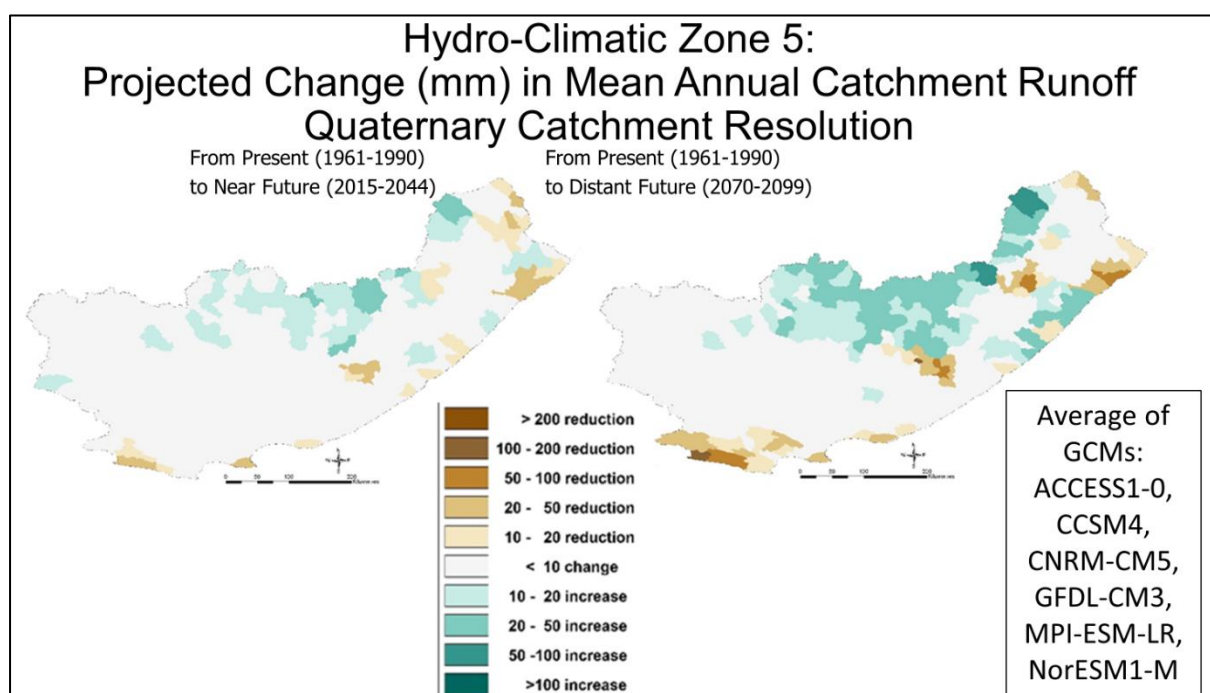 Hydro-Climatic Zone 5:
Projected Change (mm) in Mean Annual Catchment Runoff
Quaternary Catchment Resolution
From Present (1961-1990)
to Near Future (2015-2044)
From Present (1961-1990)
to Distant Future (2070-2099)
> 200 reduction
100 - 200 reduction
50 - 100 reduction
20 - 50 reduction
10 - 20 reduction
< 10 change
10 - 20 increase
20 - 50 increase
50 -100 increase
>100 increase
Average of
GCMs:
ACCESS1-0,
CCSM4,
CNRM-CM5,
GFDL-CM3,
MPI-ESM-LR,
NorESM1-M